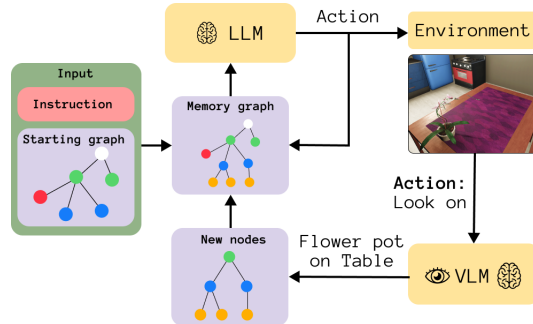 Input
Instruction
Starting graph
LLM
Action
Environment
Memory graph
Action:
Look on
New nodes
Flower pot
on Table
VLM